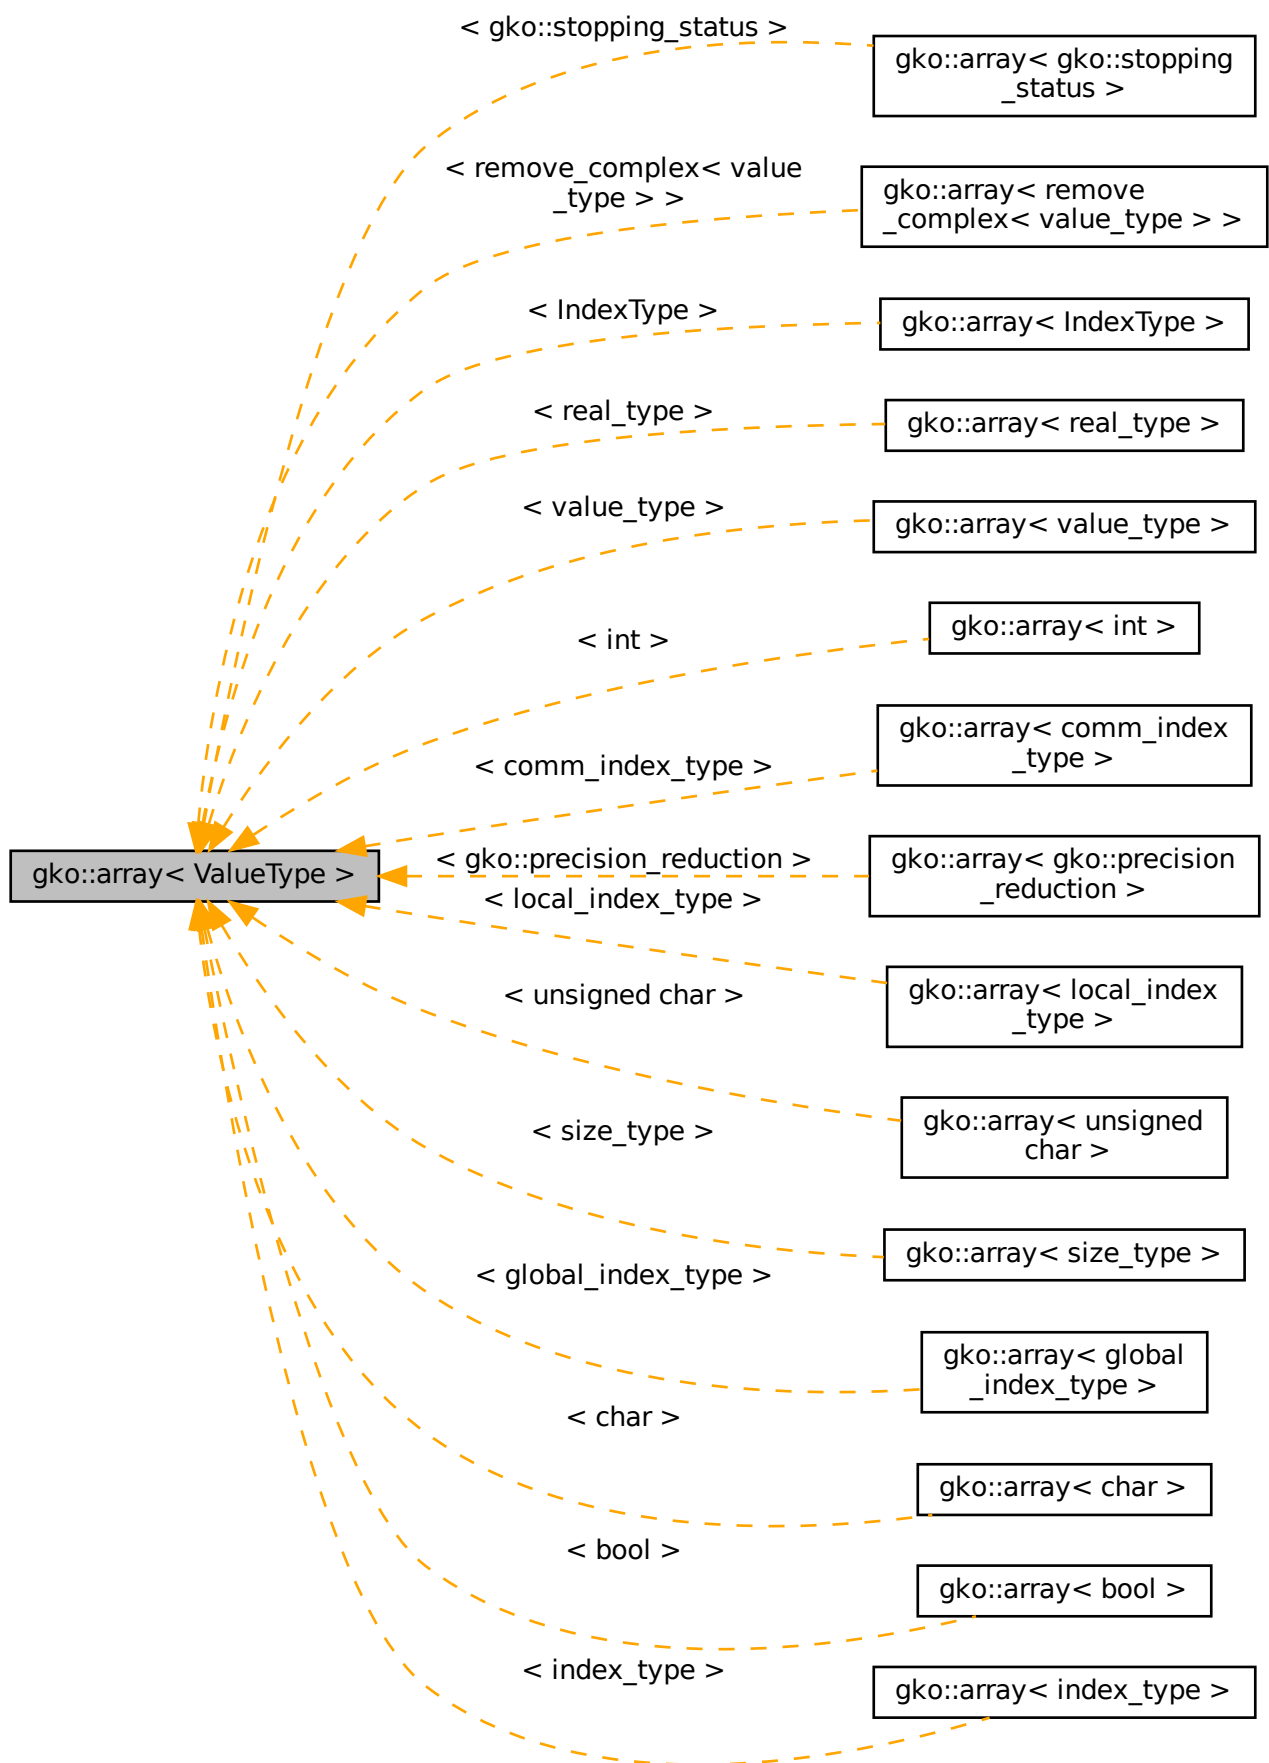 < gko::stopping_status >
gko::array< gko::stopping
_status >
< remove_complex< value
_type > >
gko::array< remove
_complex< value_type > >
< IndexType >
gko::array< IndexType >
< real_type >
gko::array< real_type >
< value_type >
gko::array< value_type >
< int >
gko::array< int >
< comm_index_type >
gko::array< comm_index
_type >
gko::array< ValueType >
< gko::precision_reduction >
gko::array< gko::precision
_reduction >
< local_index_type >
gko::array< local_index
_type >
< unsigned char >
gko::array< unsigned
char >
< size_type >
gko::array< size_type >
< global_index_type >
gko::array< global
_index_type >
< char >
gko::array< char >
< bool >
gko::array< bool >
< index_type >
gko::array< index_type >